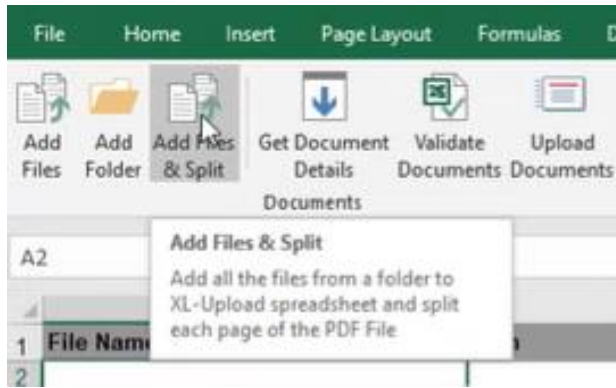 File Home Insert Page Layout Formulas D
Add Files
Add Folder
Add Files & Split
Get Document Details
Validate Documents
Upload Documents
Documents
A2
Add Files & Split
Add all the files from a folder to
XL-Upload spreadsheet and split
each page of the PDF File
1 File Name
2